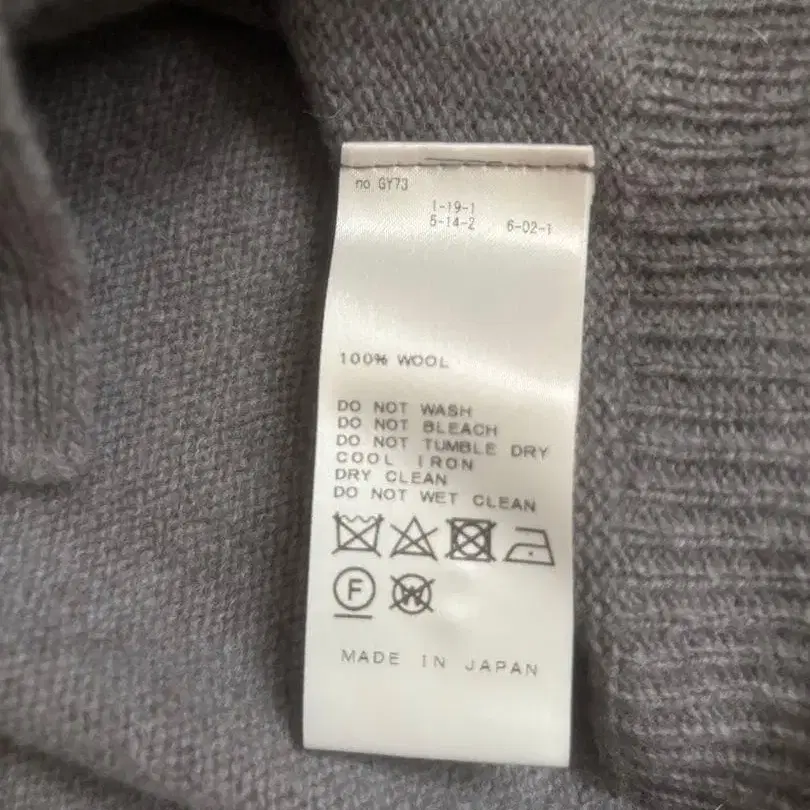 no GY73
1-19-1
5-14-2 6-02-1
100% WOOL
DO NOT WASH
DO NOT BLEACH
DO NOT TUMBLE DRY
COOL IRON
DRY CLEAN
DO NOT WET CLEAN
F
W
MADE IN JAPAN